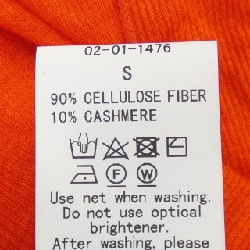 02-01-1476
S
90% CELLULOSE FIBER
10% CASHMERE
F W
Use net when washing.
Do not use optical
brightener.
After washing, please